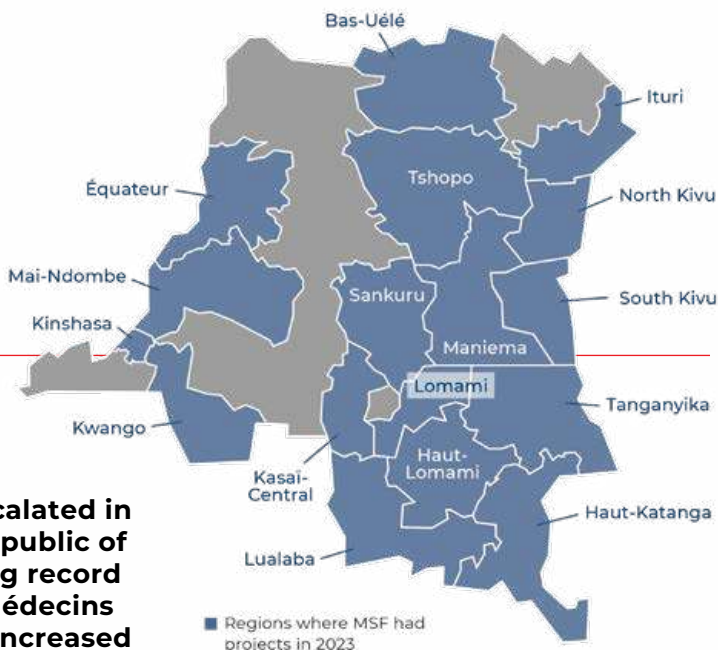 Bas-Uélé
Ituri
Tshopo
Équateur
North Kivu
Mai-Ndombe
Sankuru
South Kivu
Kinshasa
Maniema
Lomami
Tanganyika
Kwango
Haut-
Lomami
Kasaï-
Central
Haut-Katanga
Lualaba
calated in
public of
g record
édecins
ncreased
Regions where MSF had
projects in 2023